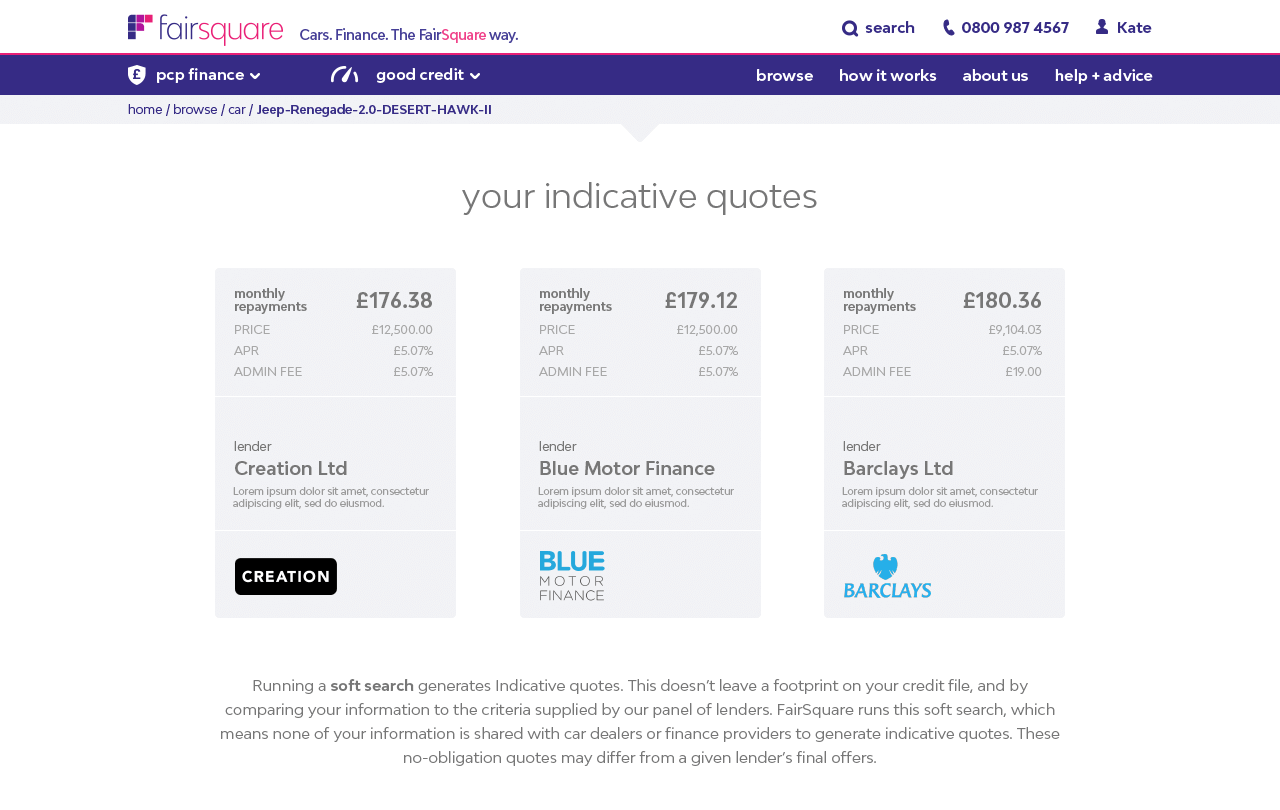 fairsquare
Cars. Finance. The FairSquare way.
search
0800 987 4567
Kate
£ pcp finance
good credit
browse
how it works
about us
help + advice
home / browse / car / Jeep-Renegade-2.0-DESERT-HAWK-II
your indicative quotes
monthly
repayments
£176.38
PRICE £12,500.00
APR £5.07%
ADMIN FEE £5.07%
lender
Creation Ltd
Lorem ipsum dolor sit amet, consectetur
adipiscing elit, sed do eiusmod.
CREATION
monthly
repayments
£179.12
PRICE £12,500.00
APR £5.07%
ADMIN FEE £5.07%
lender
Blue Motor Finance
Lorem ipsum dolor sit amet, consectetur
adipiscing elit, sed do eiusmod.
BLUE
MOTOR
FINANCE
monthly
repayments
£180.36
PRICE £9,104.03
APR £5.07%
ADMIN FEE £19.00
lender
Barclays Ltd
Lorem ipsum dolor sit amet, consectetur
adipiscing elit, sed do eiusmod.
BARCLAYS
Running a soft search generates Indicative quotes. This doesn't leave a footprint on your credit file, and by
comparing your information to the criteria supplied by our panel of lenders. FairSquare runs this soft search, which
means none of your information is shared with car dealers or finance providers to generate indicative quotes. These
no-obligation quotes may differ from a given lender's final offers.